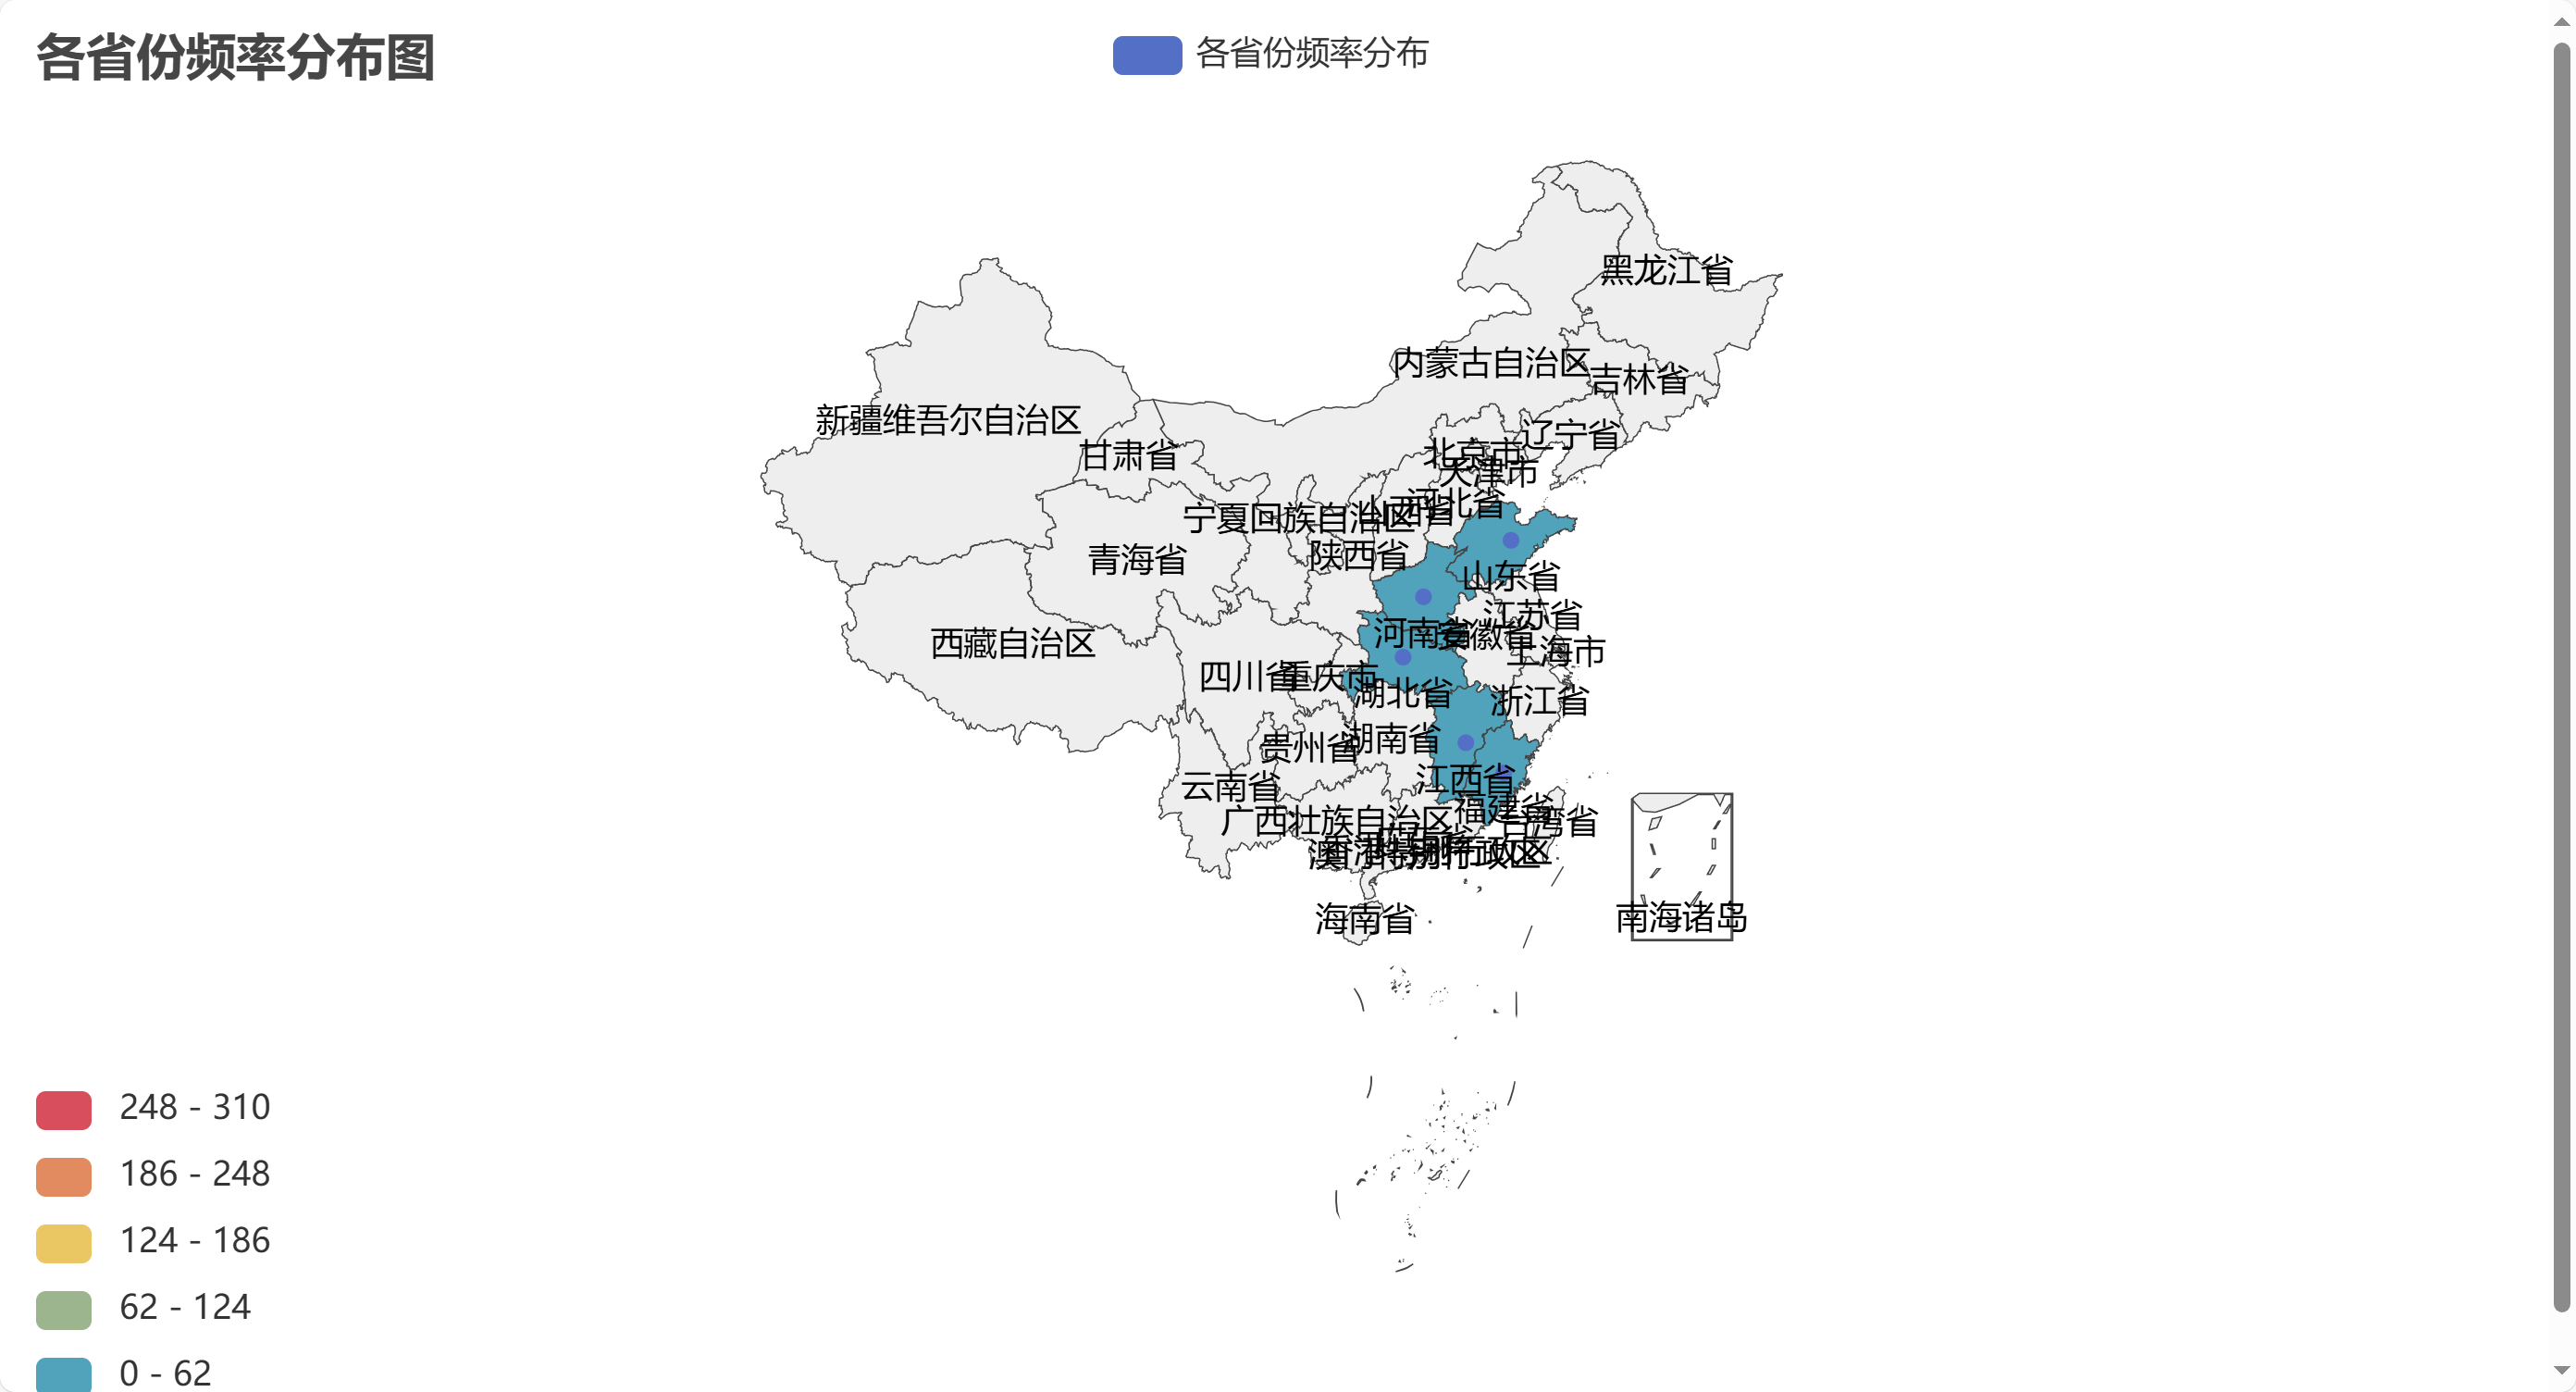 各省份频率分布图
各省份频率分布
黑龙江省
内蒙古自治区
吉林省
新疆维吾尔自治区
辽宁省
甘肃省
北京市
天津市
河北省
山西省
宁夏回族自治区
陕西省
青海省
山东省
江苏省
河南省
安徽省
上海市
西藏自治区
四川省
重庆市
湖北省
浙江省
湖南省
贵州省
江西省
云南省
福建省
广西壮族自治区
台湾省
广东省
香港特别行政区
澳门特别行政区
海南省
南海诸岛
248 - 310
186 - 248
124 - 186
62 - 124
0 - 62